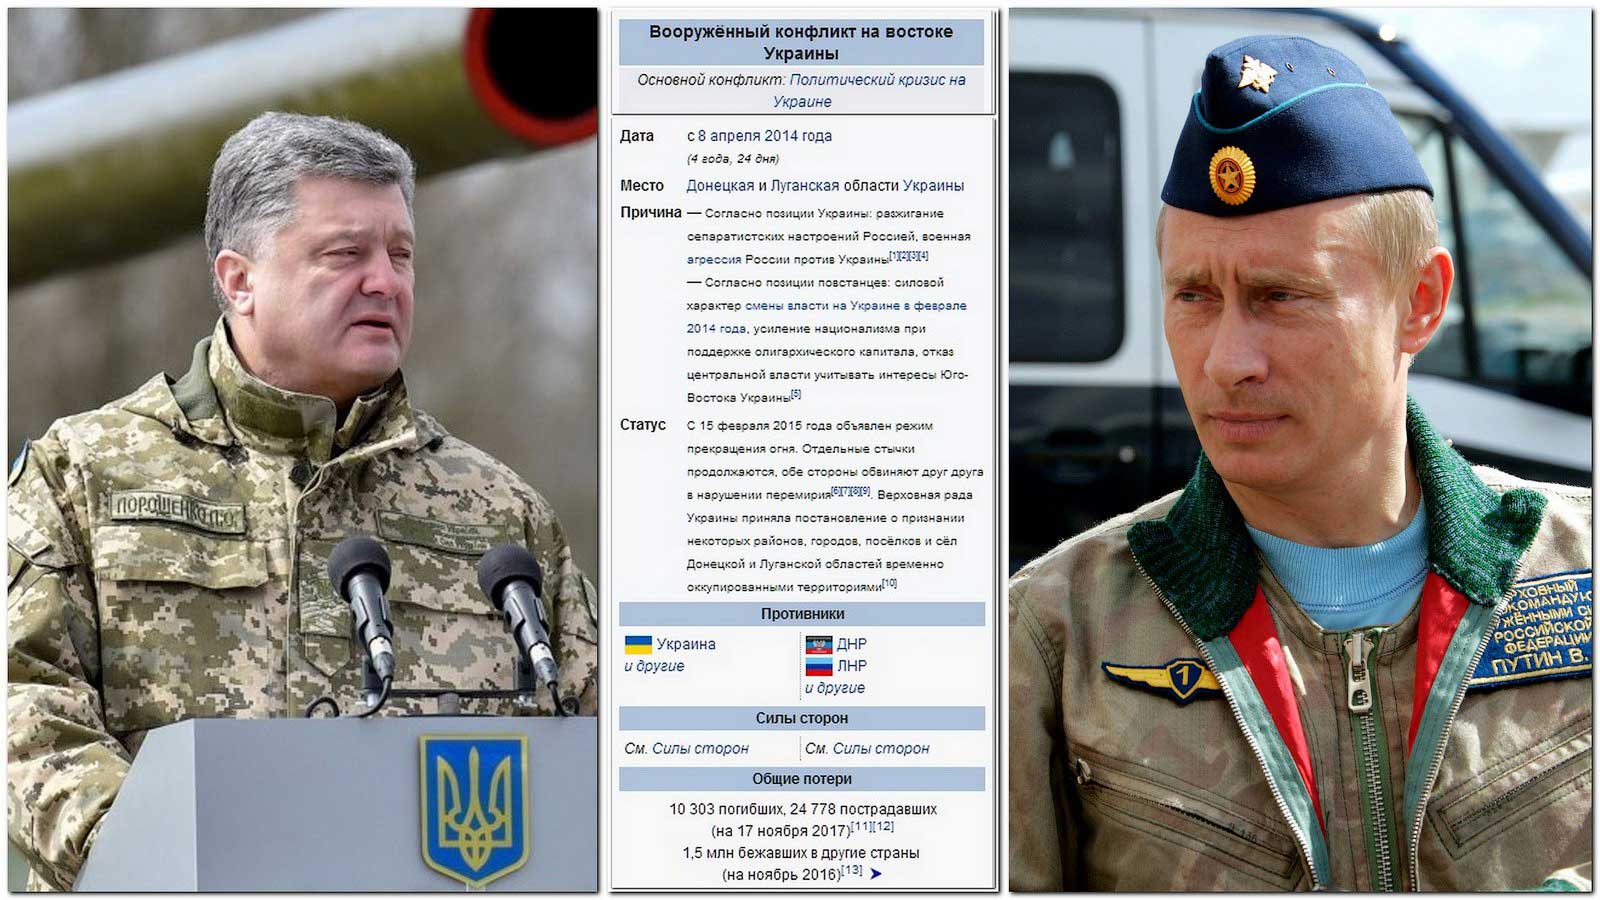 ПОРОШЕНКО П.О.
Вооружённый конфликт на востоке
Украины
Основной конфликт: Политический кризис на
Украине
Дата с 8 апреля 2014 года
(4 года, 24 дня)
Место Донецкая и Луганская области Украины
Причина — Согласно позиции Украины: разжигание
сепаратистских настроений Россией, военная
агрессия России против Украины[1][2][3][4]
— Согласно позиции повстанцев: силовой
характер смены власти на Украине в феврале
2014 года, усиление национализма при
поддержке олигархического капитала, отказ
центральной власти учитывать интересы Юго-
Востока Украины[5]
Статус С 15 февраля 2015 года объявлен режим
прекращения огня. Отдельные стычки
продолжаются, обе стороны обвиняют друг друга
в нарушении перемирия[6][7][8][9]. Верховная рада
Украины приняла постановление о признании
некоторых районов, городов, посёлков и сёл
Донецкой и Луганской областей временно
оккупированными территориями[10]
Противники
Украина
и другие
ДНР
ЛНР
и другие
Силы сторон
См. Силы сторон См. Силы сторон
Общие потери
10 303 погибших, 24 778 пострадавших
(на 17 ноября 2017)[11][12]
1,5 млн бежавших в другие страны
(на ноябрь 2016)[13]
1
РХОВНЫЙ
КОМАНДУЮ
ЖЁННЫМИ СИ
РОССИЙСКОЙ
ФЕДЕРАЦИИ
ПУТИН В.